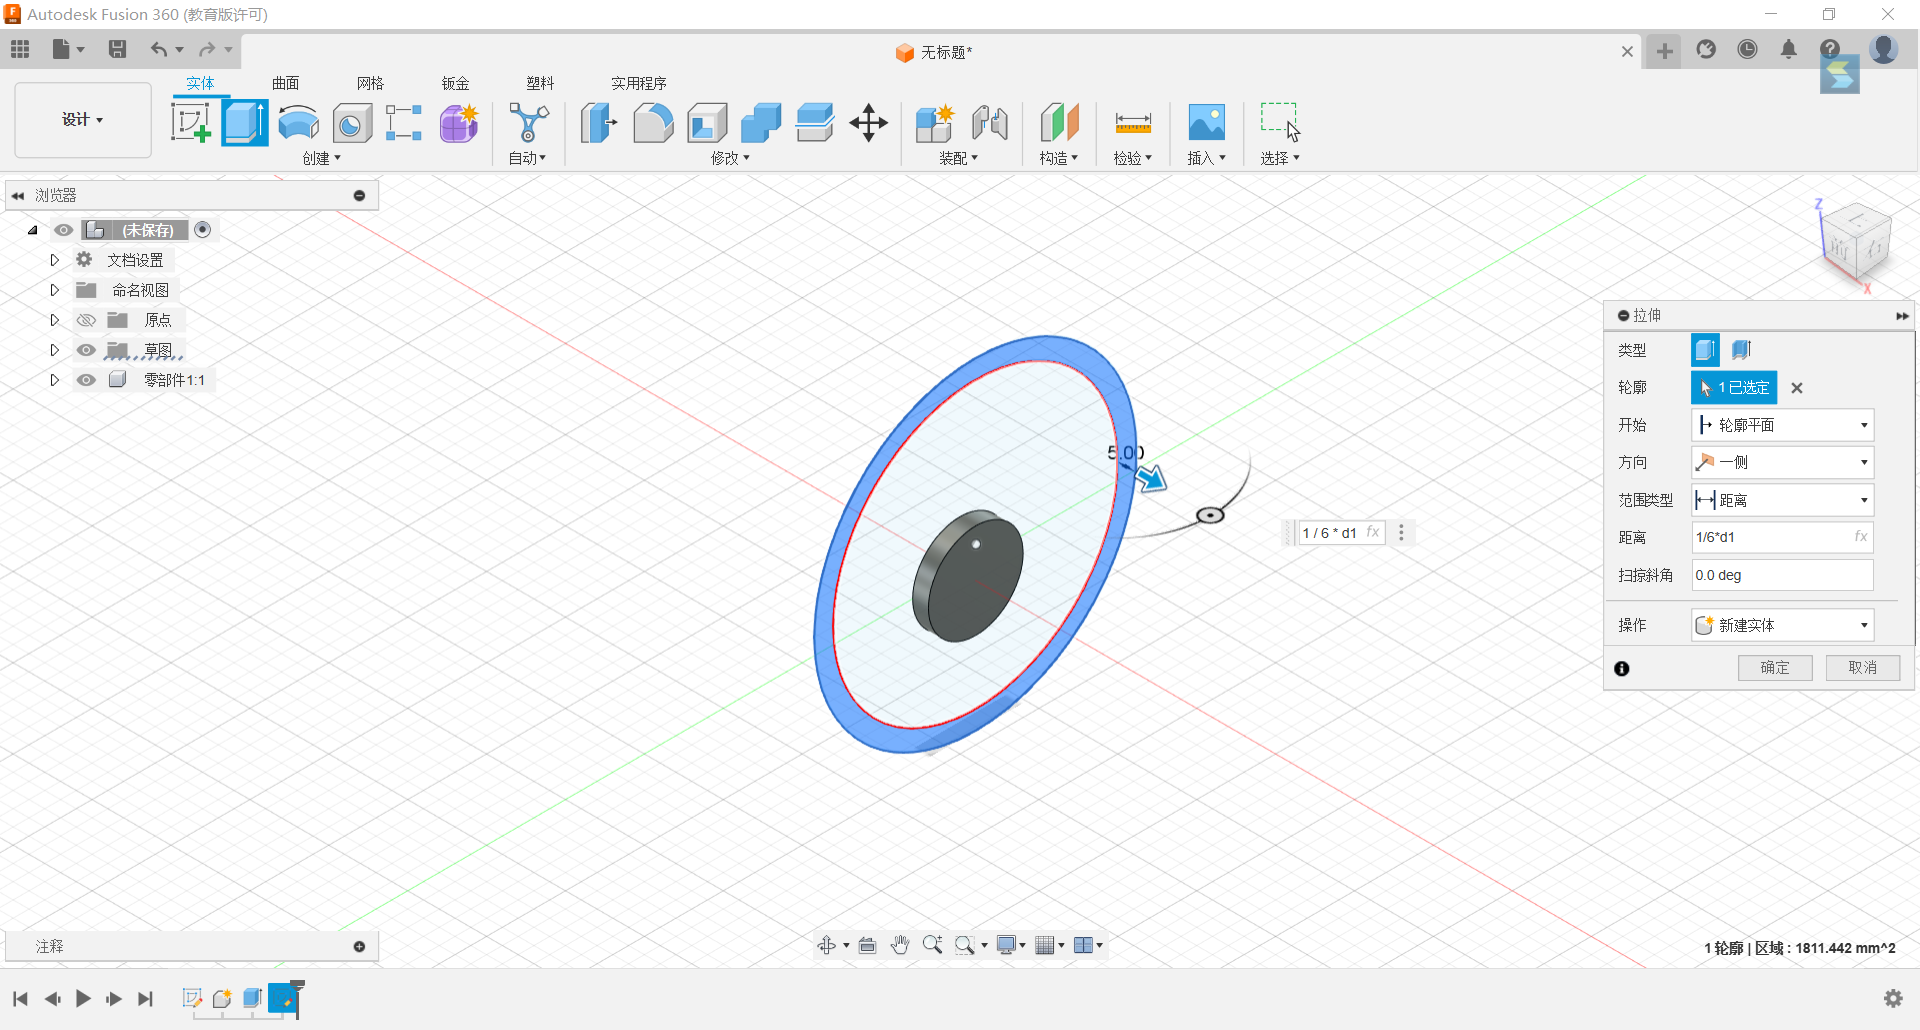 Autodesk Fusion 360 (教育版许可)
无标题*
实体 曲面 网格 钣金 塑料 实用程序
设计
创建 自动 修改 装配 构造 检验 插入 选择
浏览器
(未保存)
文档设置
命名视图
原点
草图
零部件1:1
Z
X
5.00
1 / 6 * d1 fx
拉伸
类型
轮廓 1 已选定
开始 轮廓平面
方向 一侧
范围类型 距离
距离 1/6*d1 fx
扫掠斜角 0.0 deg
操作 新建实体
确定 取消
注释
1 轮廓 | 区域 : 1811.442 mm^2